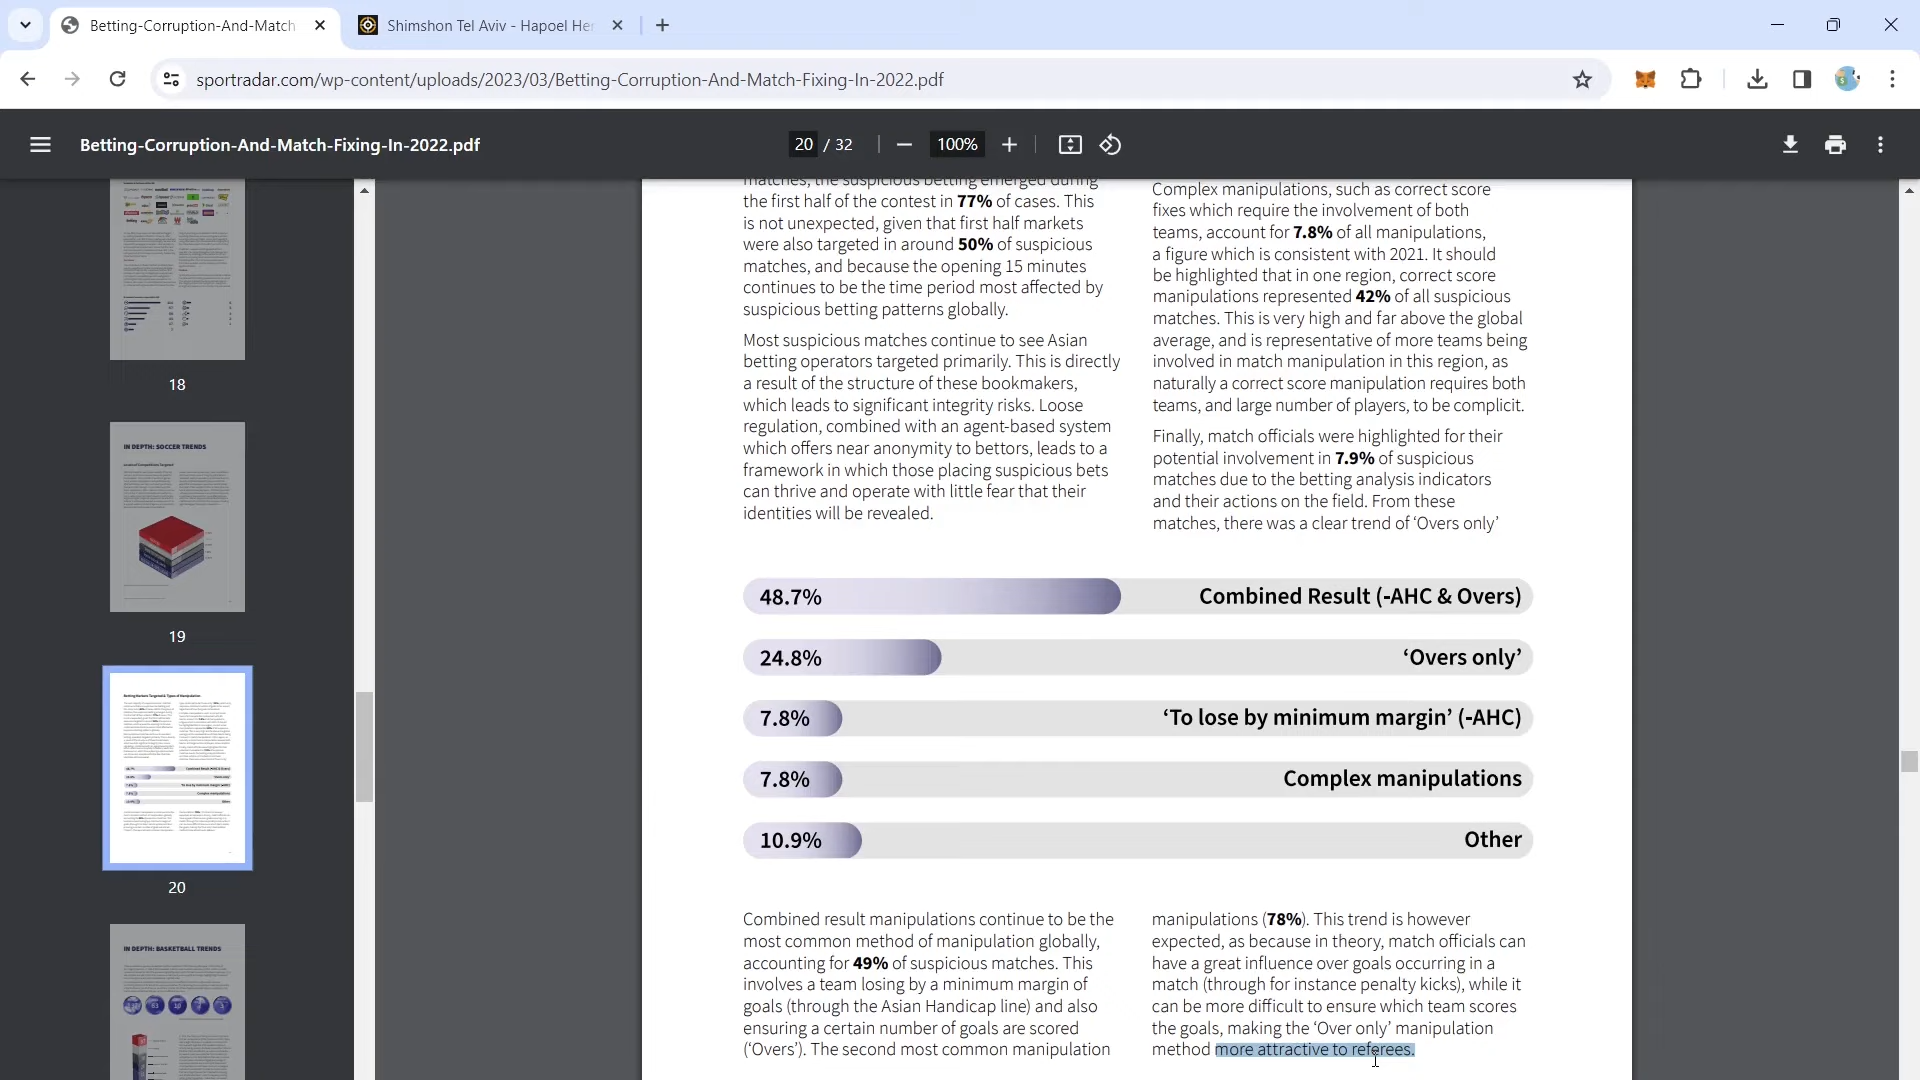 Betting-Corruption-And-Match
Shimshon Tel Aviv - Hapoel Her
sportradar.com/wp-content/uploads/2023/03/Betting-Corruption-And-Match-Fixing-In-2022.pdf
Betting-Corruption-And-Match-Fixing-In-2022.pdf
20 / 32
100%
18
IN DEPTH: SOCCER TRENDS
19
Betting Markets Targeted & Types of Manipulation
20
IN DEPTH: BASKETBALL TRENDS
matches, the suspicious betting emerged during
the first half of the contest in 77% of cases. This
is not unexpected, given that first half markets
were also targeted in around 50% of suspicious
matches, and because the opening 15 minutes
continues to be the time period most affected by
suspicious betting patterns globally.
Most suspicious matches continue to see Asian
betting operators targeted primarily. This is directly
a result of the structure of these bookmakers,
which leads to significant integrity risks. Loose
regulation, combined with an agent-based system
which offers near anonymity to bettors, leads to a
framework in which those placing suspicious bets
can thrive and operate with little fear that their
identities will be revealed.
Complex manipulations, such as correct score
fixes which require the involvement of both
teams, account for 7.8% of all manipulations,
a figure which is consistent with 2021. It should
be highlighted that in one region, correct score
manipulations represented 42% of all suspicious
matches. This is very high and far above the global
average, and is representative of more teams being
involved in match manipulation in this region, as
naturally a correct score manipulation requires both
teams, and large number of players, to be complicit.
Finally, match officials were highlighted for their
potential involvement in 7.9% of suspicious
matches due to the betting analysis indicators
and their actions on the field. From these
matches, there was a clear trend of ‘Overs only’
48.7% Combined Result (-AHC & Overs)
24.8% ‘Overs only’
7.8% ‘To lose by minimum margin’ (-AHC)
7.8% Complex manipulations
10.9% Other
Combined result manipulations continue to be the
most common method of manipulation globally,
accounting for 49% of suspicious matches. This
involves a team losing by a minimum margin of
goals (through the Asian Handicap line) and also
ensuring a certain number of goals are scored
(‘Overs’). The second most common manipulation
manipulations (78%). This trend is however
expected, as because in theory, match officials can
have a great influence over goals occurring in a
match (through for instance penalty kicks), while it
can be more difficult to ensure which team scores
the goals, making the ‘Over only’ manipulation
method more attractive to referees.